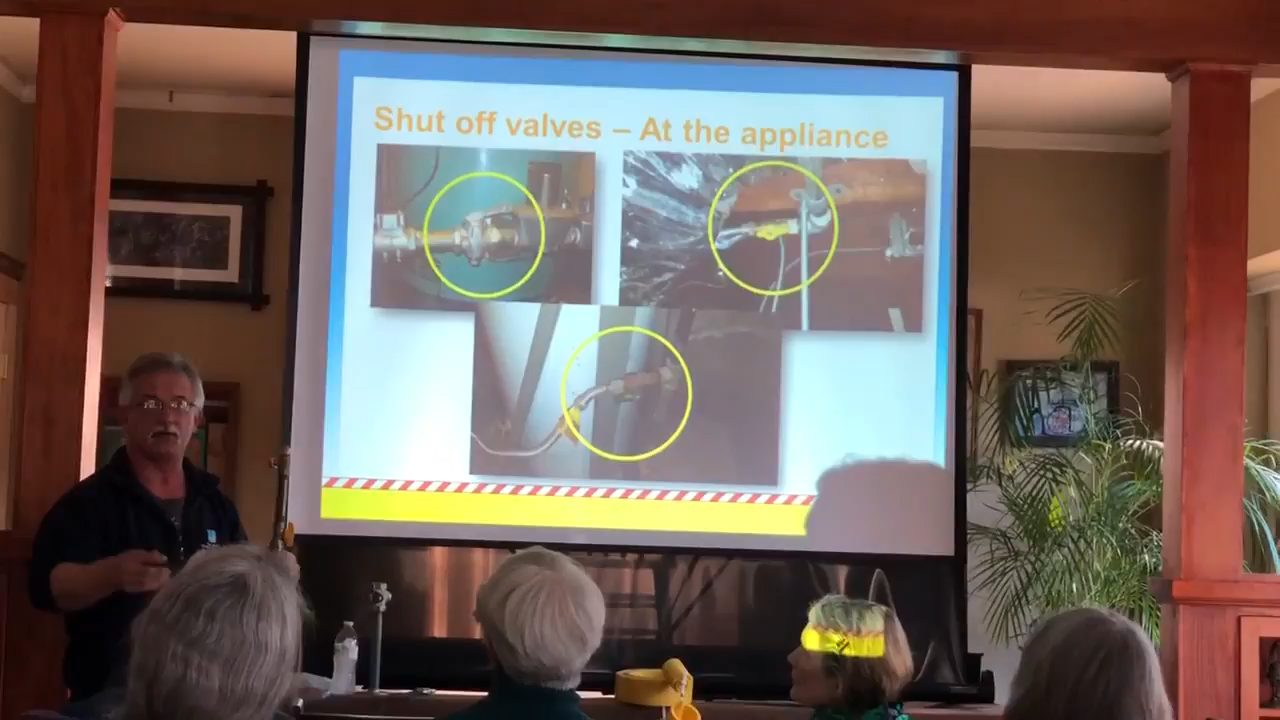 Shut off valves – At the appliance